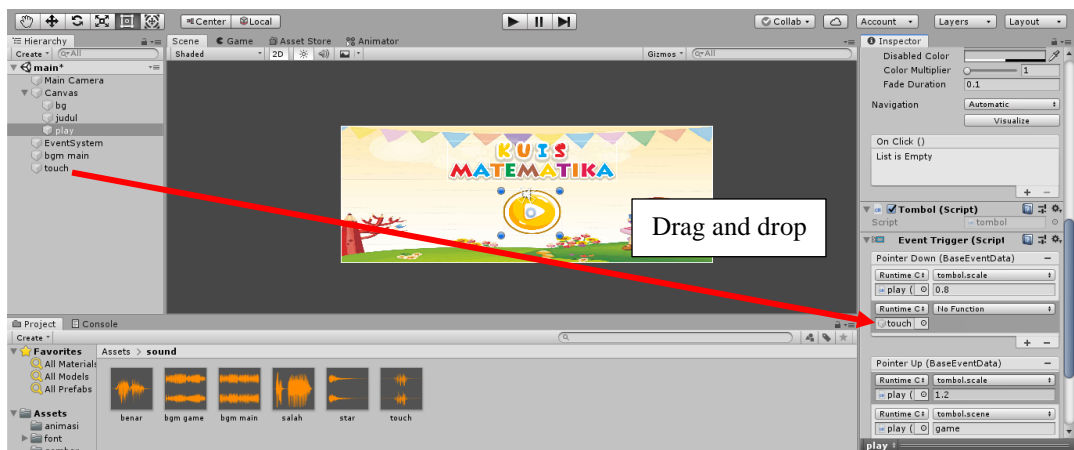 Center Local Collab Account Layers Layout
Hierarchy
Create All
main*
Main Camera
Canvas
bg
judul
play
EventSystem
bgm main
touch
Scene Game Asset Store Animator
Shaded 2D Gizmos All
KUIS
MATEMATIKA
Drag and drop
Inspector
Disabled Color
Color Multiplier 1
Fade Duration 0.1
Navigation Automatic
Visualize
On Click ()
List is Empty
+ −
Tombol (Script)
Script tombol
Event Trigger (Script
Pointer Down (BaseEventData) −
Runtime C tombol.scale
play ( 0.8
Runtime C No Function
touch
+ −
Pointer Up (BaseEventData) −
Runtime C tombol.scale
play ( 1.2
Runtime C tombol.scene
play ( game
play
Project Console
Create
Favorites
All Materials
All Models
All Prefabs
Assets
animasi
font
Assets > sound
benar bgm game bgm main salah star touch